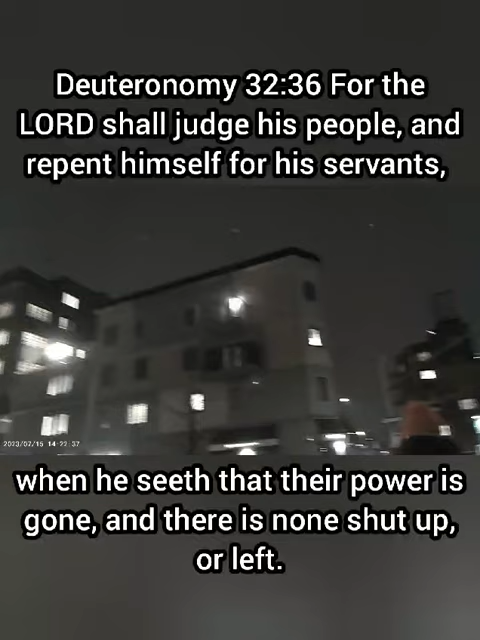 Deuteronomy 32:36 For the
LORD shall judge his people, and
repent himself for his servants,
2023/02/15 14:22:37
when he seeth that their power is
gone, and there is none shut up,
or left.